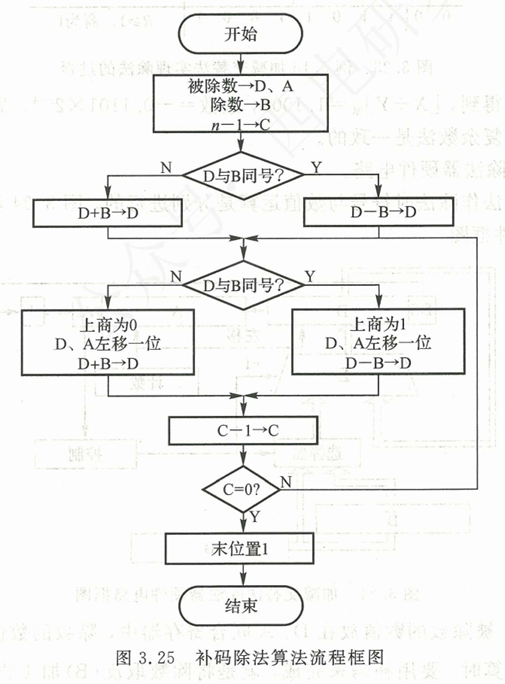 开始
被除数→D、A
除数→B
n－1→C
N
D与B同号？
Y
D+B→D
D－B→D
N
D与B同号？
Y
上商为0
D、A左移一位
D+B→D
上商为1
D、A左移一位
D－B→D
C－1→C
C=0?
N
Y
末位置1
结束
图 3.25 补码除法算法流程框图